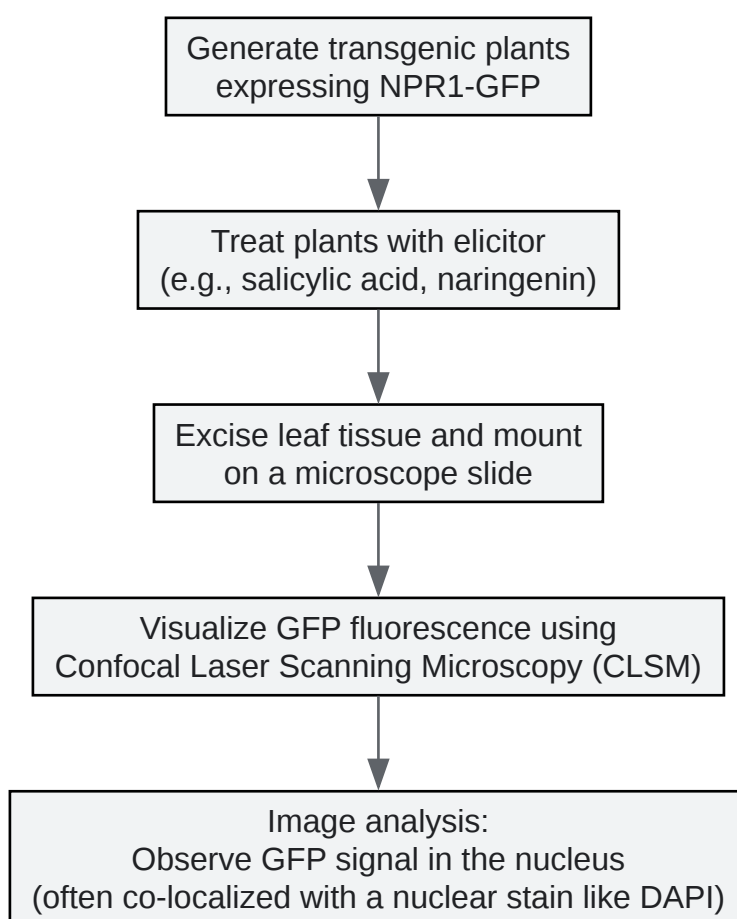 Generate transgenic plants
expressing NPR1-GFP
Treat plants with elicitor
(e.g., salicylic acid, naringenin)
Excise leaf tissue and mount
on a microscope slide
Visualize GFP fluorescence using
Confocal Laser Scanning Microscopy (CLSM)
Image analysis:
Observe GFP signal in the nucleus
(often co-localized with a nuclear stain like DAPI)